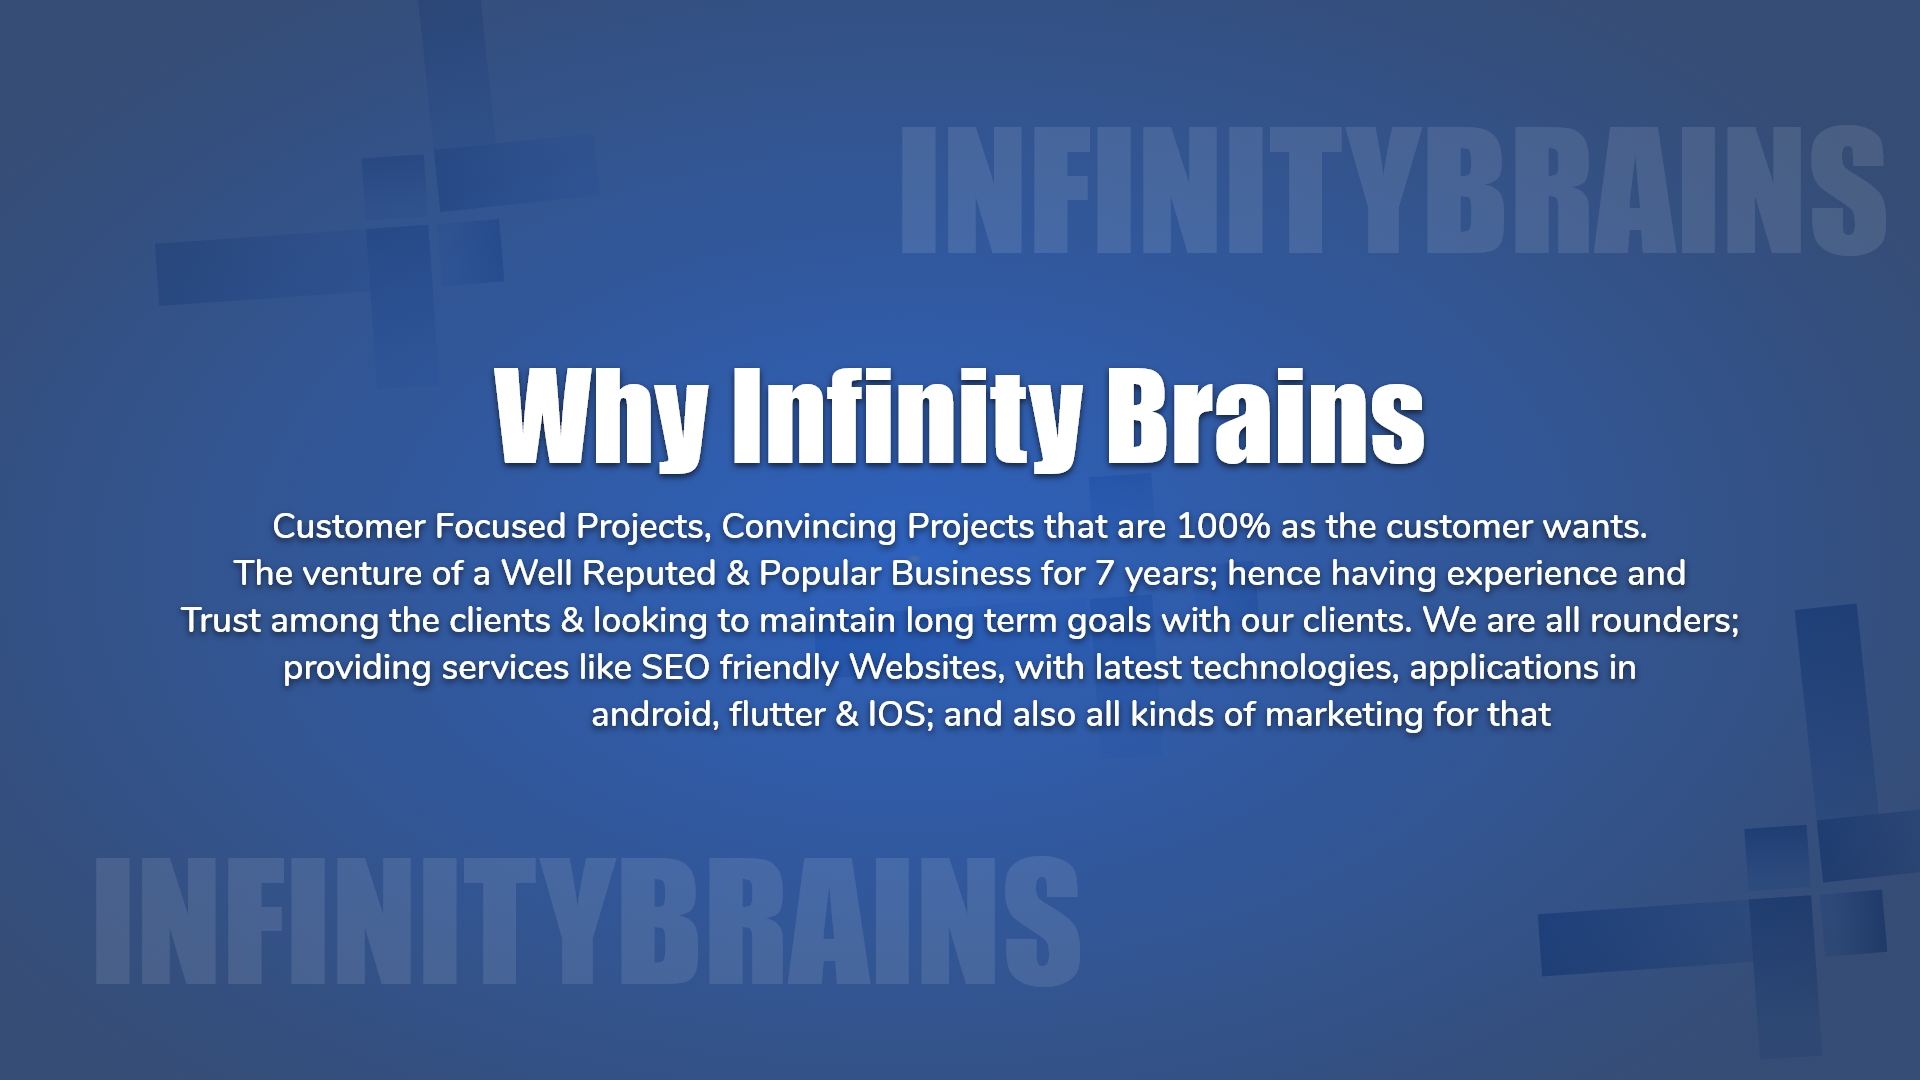 INFINITYBRAINS
Why Infinity Brains
Customer Focused Projects, Convincing Projects that are 100% as the customer wants.
The venture of a Well Reputed & Popular Business for 7 years; hence having experience and
Trust among the clients & looking to maintain long term goals with our clients. We are all rounders;
providing services like SEO friendly Websites, with latest technologies, applications in
android, flutter & IOS; and also all kinds of marketing for that
INFINITYBRAINS